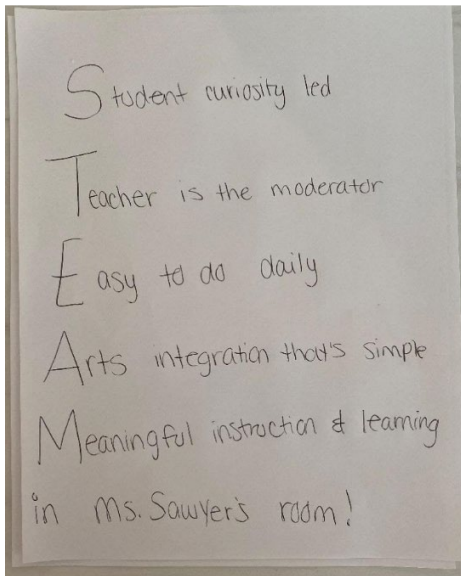 Student curiosity led
Teacher is the moderator
Easy to do daily
Arts integration that's simple
Meaningful instruction & learning
in Ms. Sawyer's room!